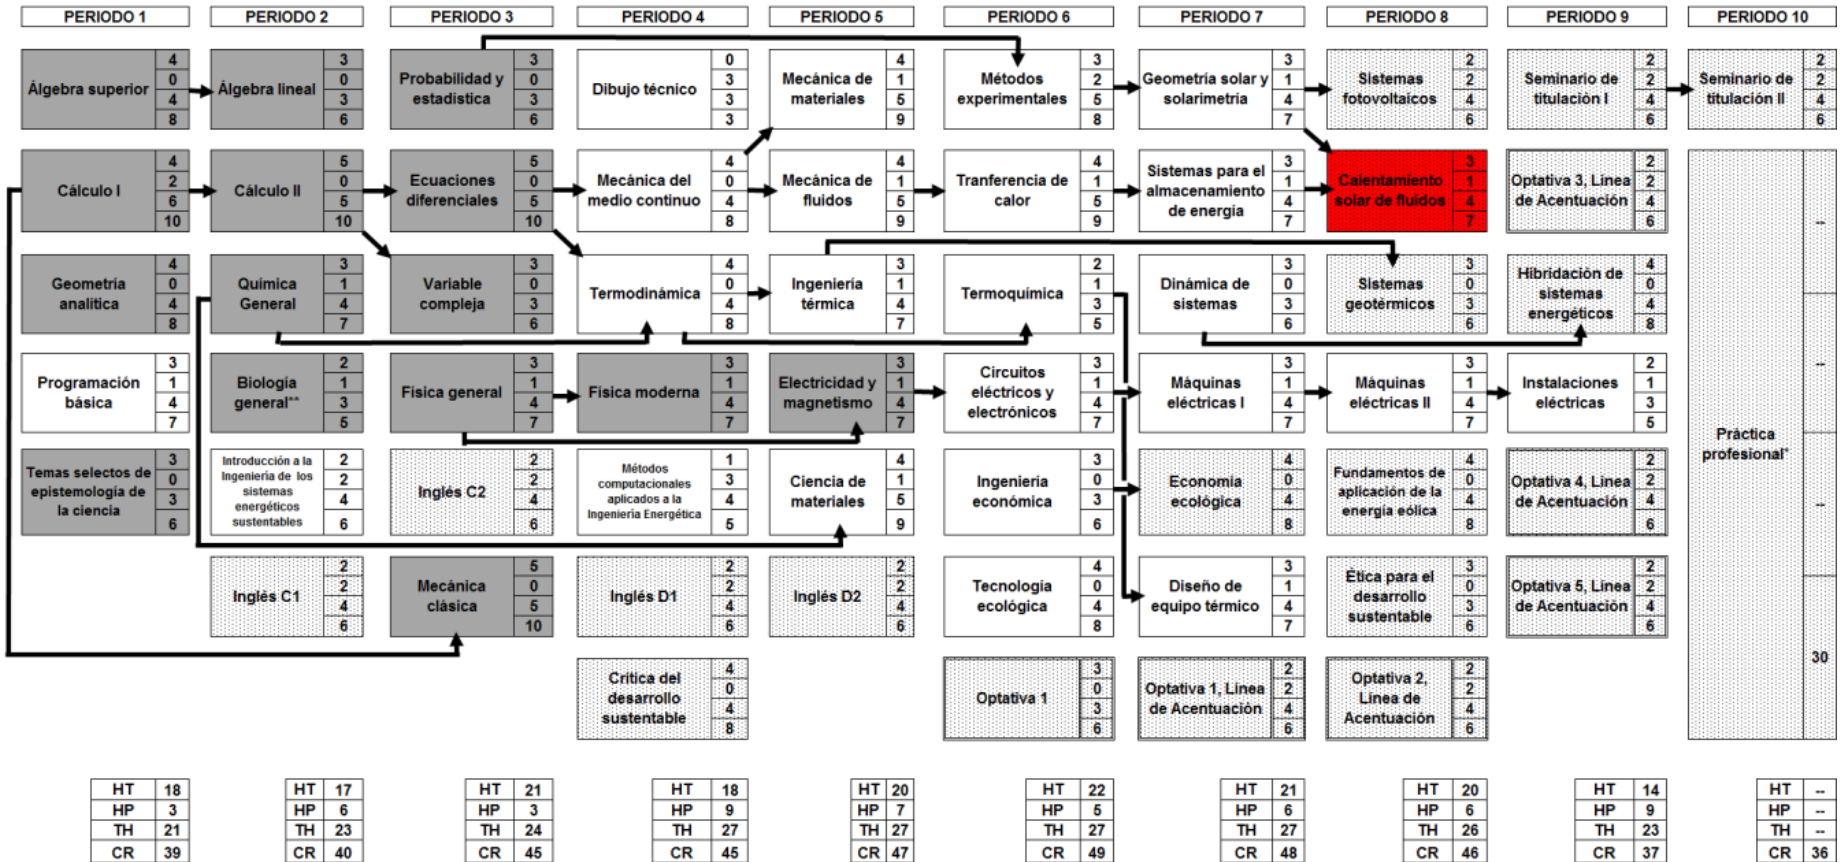 PERIODO 1
PERIODO 2
PERIODO 3
PERIODO 4
PERIODO 5
PERIODO 6
PERIODO 7
PERIODO 8
PERIODO 9
PERIODO 10
Álgebra superior
4
0
4
8
Álgebra lineal
3
0
3
6
Probabilidad y
estadística
3
0
3
6
Dibujo técnico
0
3
3
3
Mecánica de
materiales
4
1
5
9
Métodos
experimentales
3
2
5
8
Geometría solar y
solarimetría
3
1
4
7
Sistemas
fotovoltaicos
2
2
4
6
Seminario de
titulación I
2
2
4
6
Seminario de
titulación II
2
2
4
6
Cálculo I
4
2
6
10
Cálculo II
5
0
5
10
Ecuaciones
diferenciales
5
0
5
10
Mecánica del
medio continuo
4
0
4
8
Mecánica de
fluidos
4
1
5
9
Tranferencia de
calor
4
1
5
9
Sistemas para el
almacenamiento
de energía
3
1
4
7
Calentamiento
solar de fluidos
3
1
4
7
Optativa 3, Línea
de Acentuación
2
2
4
6
Geometría
analítica
4
0
4
8
Química
General
3
1
4
7
Variable
compleja
3
0
3
6
Termodinámica
4
0
4
8
Ingeniería
térmica
3
1
4
7
Termoquímica
2
1
3
5
Dinámica de
sistemas
3
0
3
6
Sistemas
geotérmicos
3
0
3
6
Hibridación de
sistemas
energéticos
4
0
4
8
Programación
básica
3
1
4
7
Biología
general**
2
1
3
5
Física general
3
1
4
7
Física moderna
3
1
4
7
Electricidad y
magnetismo
3
1
4
7
Circuitos
eléctricos y
electrónicos
3
1
4
7
Máquinas
eléctricas I
3
1
4
7
Máquinas
eléctricas II
3
1
4
7
Instalaciones
eléctricas
2
1
3
5
Temas selectos de
epistemología de
la ciencia
3
0
3
6
Introducción a la
Ingeniería de los
sistemas
energéticos
sustentables
2
2
4
6
Inglés C2
2
2
4
6
Métodos
computacionales
aplicados a la
Ingeniería Energética
1
3
4
5
Ciencia de
materiales
4
1
5
9
Ingeniería
económica
3
0
3
6
Economía
ecológica
4
0
4
8
Fundamentos de
aplicación de la
energía eólica
4
0
4
8
Optativa 4, Línea
de Acentuación
2
2
4
6
Inglés C1
2
2
4
6
Mecánica
clásica
5
0
5
10
Inglés D1
2
2
4
6
Inglés D2
2
2
4
6
Tecnología
ecológica
4
0
4
8
Diseño de
equipo térmico
3
1
4
7
Ética para el
desarrollo
sustentable
3
0
3
6
Optativa 5, Línea
de Acentuación
2
2
4
6
Crítica del
desarrollo
sustentable
4
0
4
8
Optativa 1
3
0
3
6
Optativa 1, Línea
de Acentuación
2
2
4
6
Optativa 2,
Línea de
Acentuación
2
2
4
6
Práctica
profesional*
--
--
--
30
HT 18
HP 3
TH 21
CR 39
HT 17
HP 6
TH 23
CR 40
HT 21
HP 3
TH 24
CR 45
HT 18
HP 9
TH 27
CR 45
HT 20
HP 7
TH 27
CR 47
HT 22
HP 5
TH 27
CR 49
HT 21
HP 6
TH 27
CR 48
HT 20
HP 6
TH 26
CR 46
HT 14
HP 9
TH 23
CR 37
HT --
HP --
TH --
CR 36